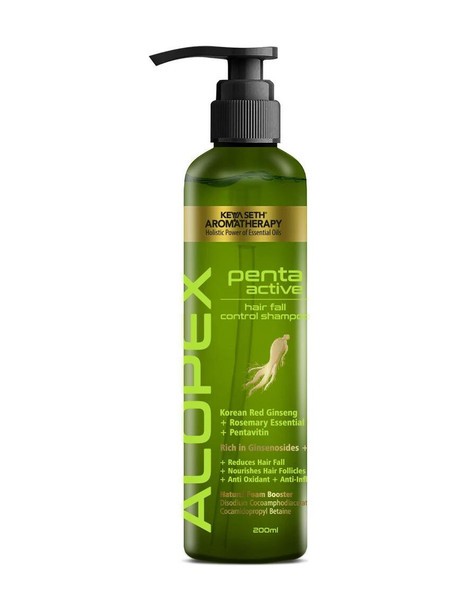 KEYA SETH®
AROMATHERAPY
Holistic Power of Essential Oils
ALOPEX
penta
active
hair fall
control shampoo
Korean Red Ginseng
+ Rosemary Essential
+ Pentavitin
Rich in Ginsenosides +
+ Reduces Hair Fall
+ Nourishes Hair Follicles
+ Anti Oxidant + Anti-Infl
Natural Foam Booster
Disodium Cocoamphodiacetate
Cocamidopropyl Betaine
200ml